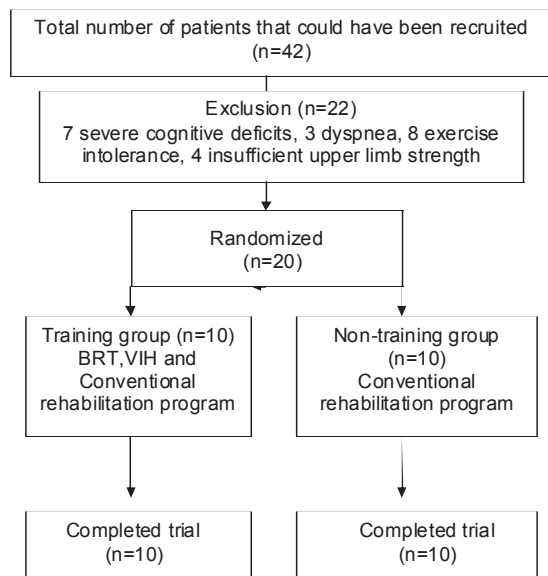 Total number of patients that could have been recruited
(n=42)
Exclusion (n=22)
7 severe cognitive deficits, 3 dyspnea, 8 exercise
intolerance, 4 insufficient upper limb strength
Randomized
(n=20)
Training group (n=10)
BRT,VIH and
Conventional
rehabilitation program
Non-training group
(n=10)
Conventional
rehabilitation program
Completed trial
(n=10)
Completed trial
(n=10)